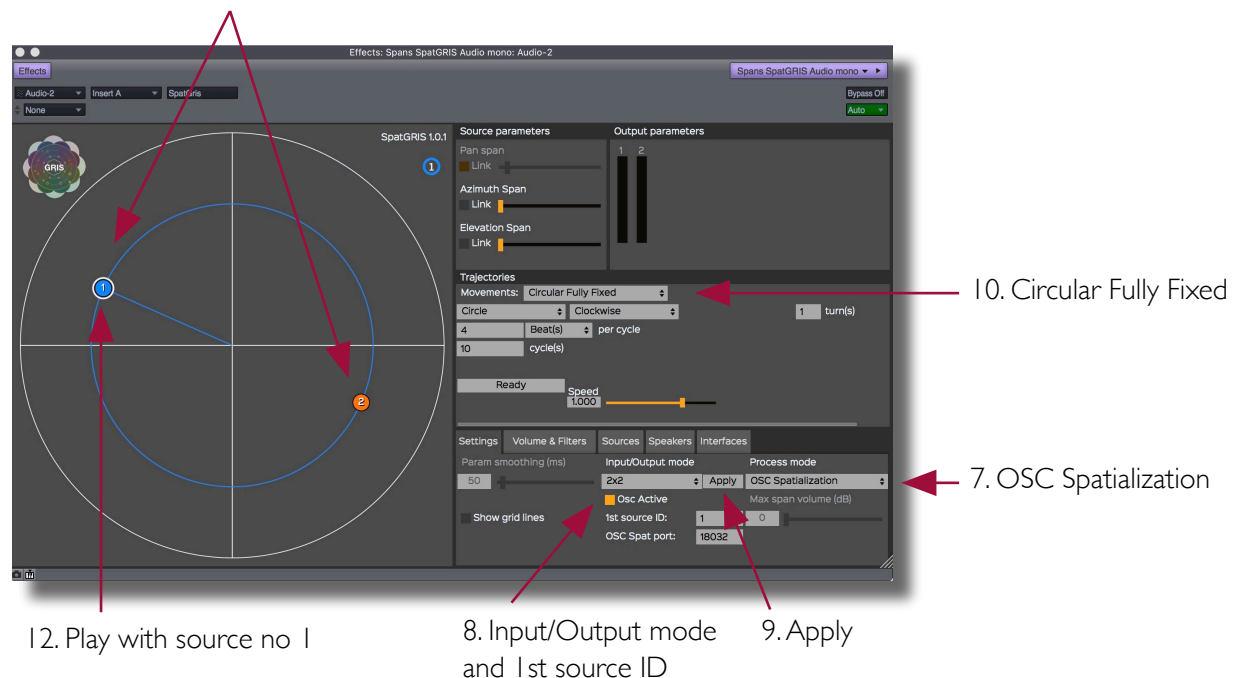 Effects: Spans SpatGRIS Audio mono: Audio-2
Effects
Spans SpatGRIS Audio mono
Audio-2
Insert A
SpatGris
Bypass Off
None
Auto
GRIS
SpatGRIS 1.0.1
1
1
2
Source parameters
Pan span
Link
Azimuth Span
Link
Elevation Span
Link
Output parameters
1 2
Trajectories
Movements: Circular Fully Fixed
Circle Clockwise 1 turn(s)
4 Beat(s) per cycle
10 cycle(s)
Ready
Speed
1.000
Settings Volume & Filters Sources Speakers Interfaces
Param smoothing (ms) Input/Output mode Process mode
50 2x2 Apply OSC Spatialization
Osc Active Max span volume (dB)
Show grid lines 1st source ID: 1 0
OSC Spat port: 18032
10. Circular Fully Fixed
7. OSC Spatialization
12. Play with source no 1
8. Input/Output mode
and 1st source ID
9. Apply